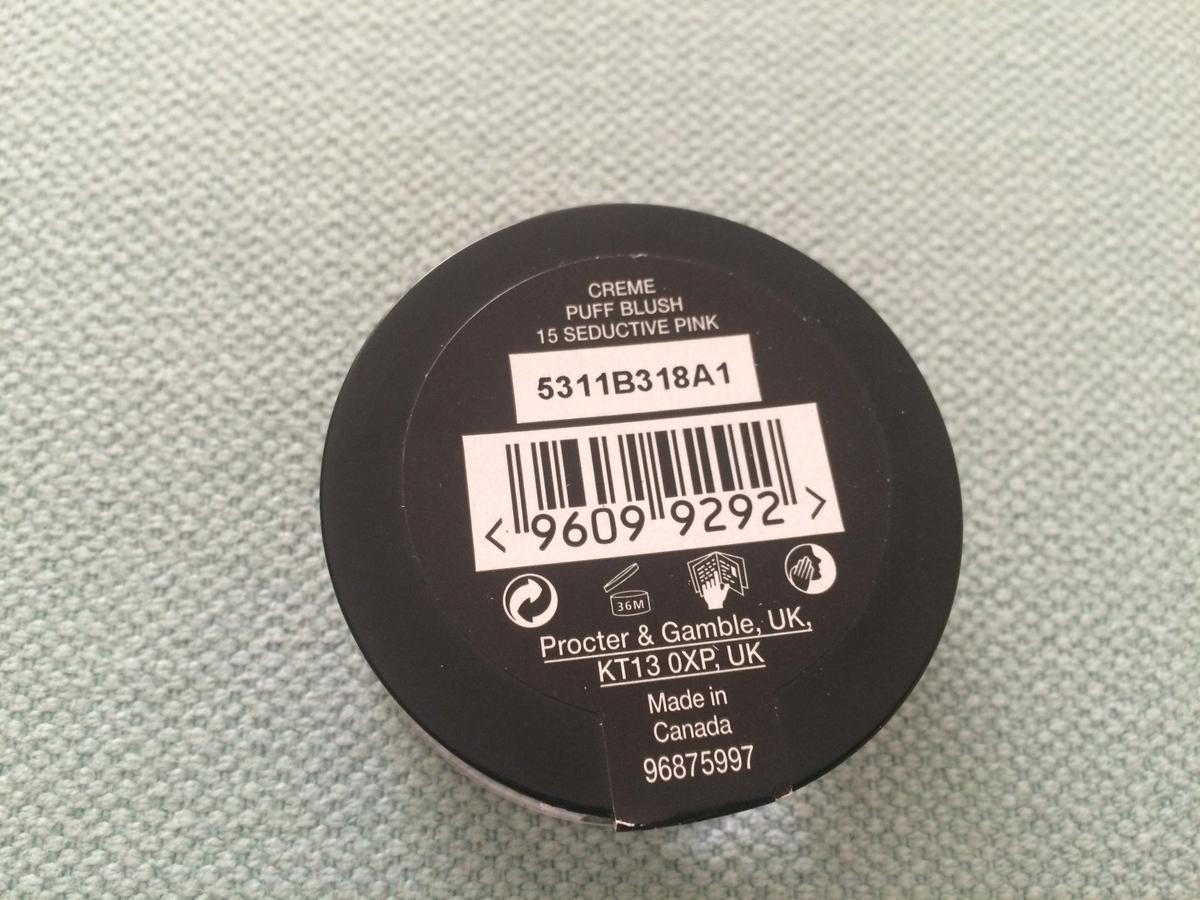 CREME
PUFF BLUSH
15 SEDUCTIVE PINK
5311B318A1
< 9609 9292 >
36M
Procter & Gamble, UK,
KT13 0XP, UK
Made in
Canada
96875997